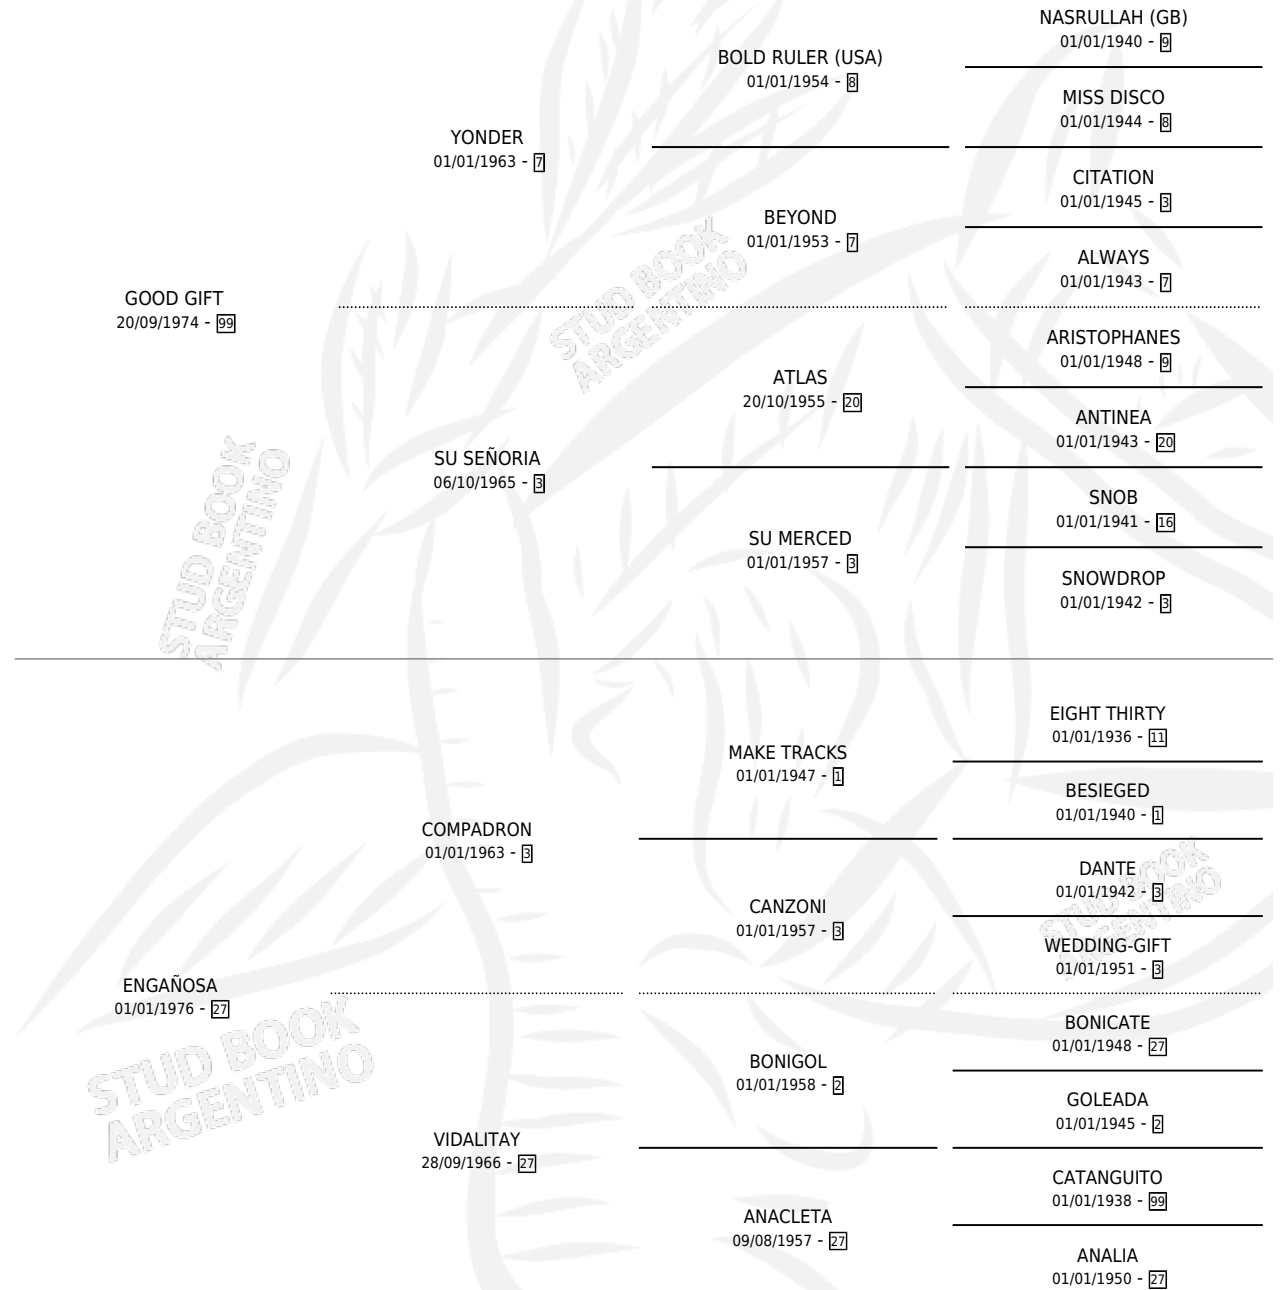 NASRULLAH (GB)
01/01/1940 - 9
BOLD RULER (USA)
01/01/1954 - 8
MISS DISCO
01/01/1944 - 8
YONDER
01/01/1963 - 7
CITATION
01/01/1945 - 3
BEYOND
01/01/1953 - 7
ALWAYS
01/01/1943 - 7
GOOD GIFT
20/09/1974 - 99
ARISTOPHANES
01/01/1948 - 9
ATLAS
20/10/1955 - 20
ANTINEA
01/01/1943 - 20
SU SEÑORIA
06/10/1965 - 3
SNOB
01/01/1941 - 16
SU MERCED
01/01/1957 - 3
SNOWDROP
01/01/1942 - 3
EIGHT THIRTY
01/01/1936 - 11
MAKE TRACKS
01/01/1947 - 1
BESIEGED
01/01/1940 - 1
COMPADRON
01/01/1963 - 3
DANTE
01/01/1942 - 3
CANZONI
01/01/1957 - 3
WEDDING-GIFT
01/01/1951 - 3
ENGAÑOSA
01/01/1976 - 27
BONICATE
01/01/1948 - 27
BONIGOL
01/01/1958 - 2
GOLEADA
01/01/1945 - 2
VIDALITAY
28/09/1966 - 27
CATANGUITO
01/01/1938 - 99
ANACLETA
09/08/1957 - 27
ANALIA
01/01/1950 - 27
STUD BOOK
ARGENTINO
STUD BOOK
ARGENTINO
STUD BOOK
ARGENTINO
STUD BOOK
ARGENTINO